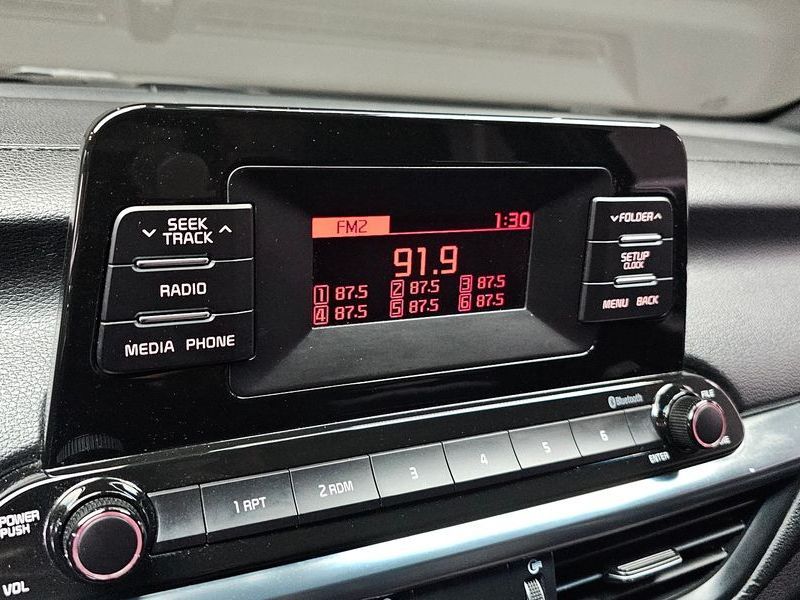 FM2 1:30
91.9
1 87.5 2 87.5 3 87.5
4 87.5 5 87.5 6 87.5
SEEK
TRACK
RADIO
MEDIA PHONE
FOLDER
SETUP
CLOCK
MENU BACK
Bluetooth
FILE
ENTER
1 RPT 2 RDM 3 4 5 6
POWER
PUSH
VOL